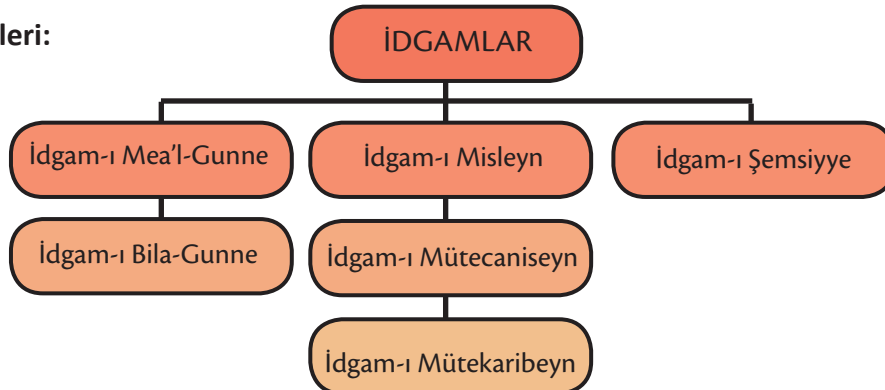 leri:
İDGAMLAR
İdgam-ı Mea'l-Gunne
İdgam-ı Misleyn
İdgam-ı Şemsiyye
İdgam-ı Bila-Gunne
İdgam-ı Mütecaniseyn
İdgam-ı Mütekaribeyn